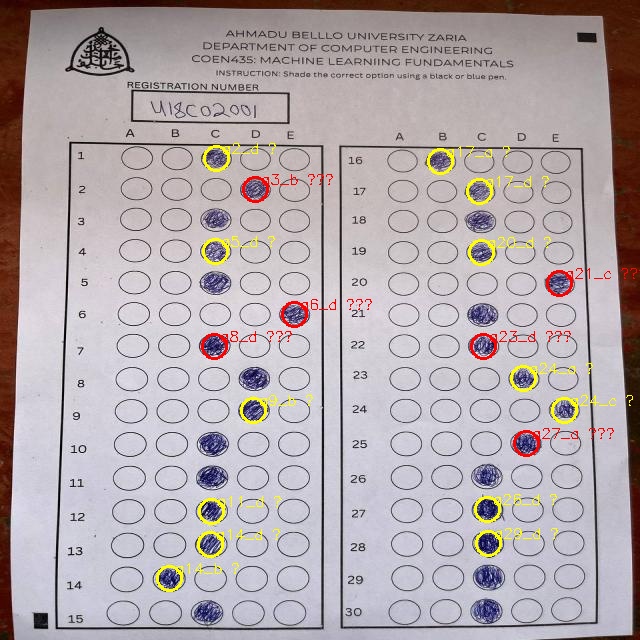 AHMADU BELLLO UNIVERSITY ZARIA
DEPARTMENT OF COMPUTER ENGINEERING
COEN435: MACHINE LEARNIING FUNDAMENTALS
INSTRUCTION: Shade the correct option using a black or blue pen.
REGISTRATION NUMBER
U18CO2001
A B C D E
1 q2_d ?
2 q3_b ???
3
4 q5_d ?
5
6 q6_d ???
7 q8_d ???
8
9 q9_b ?
10
11
12 q11_d ?
13 q14_d ?
14 q14_b ?
15
A B C D E
16 q17_d ?
17 q17_d ?
18
19 q20_d ?
20 q21_c ???
21
22 q23_d ???
23 q24_a ?
24 q24_c ?
25 q27_a ???
26
27 q28_d ?
28 q29_d ?
29
30